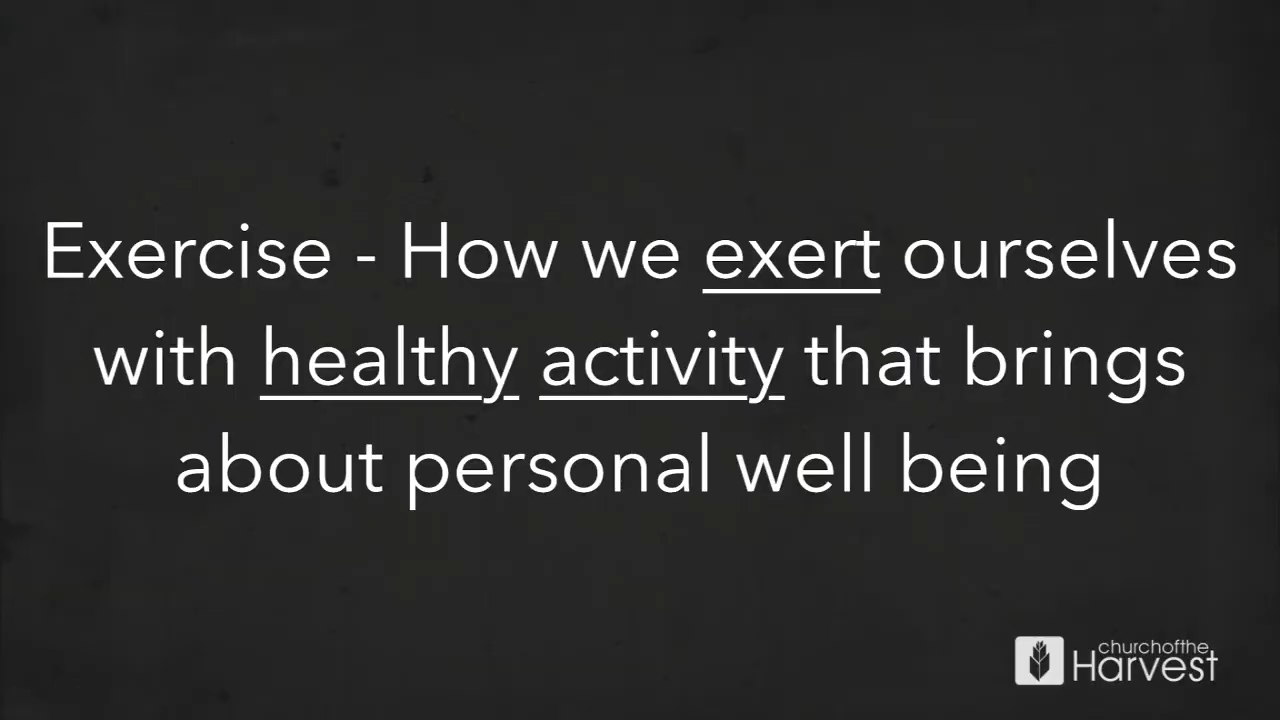 Exercise - How we exert ourselves
with healthy activity that brings
about personal well being
churchofthe
Harvest